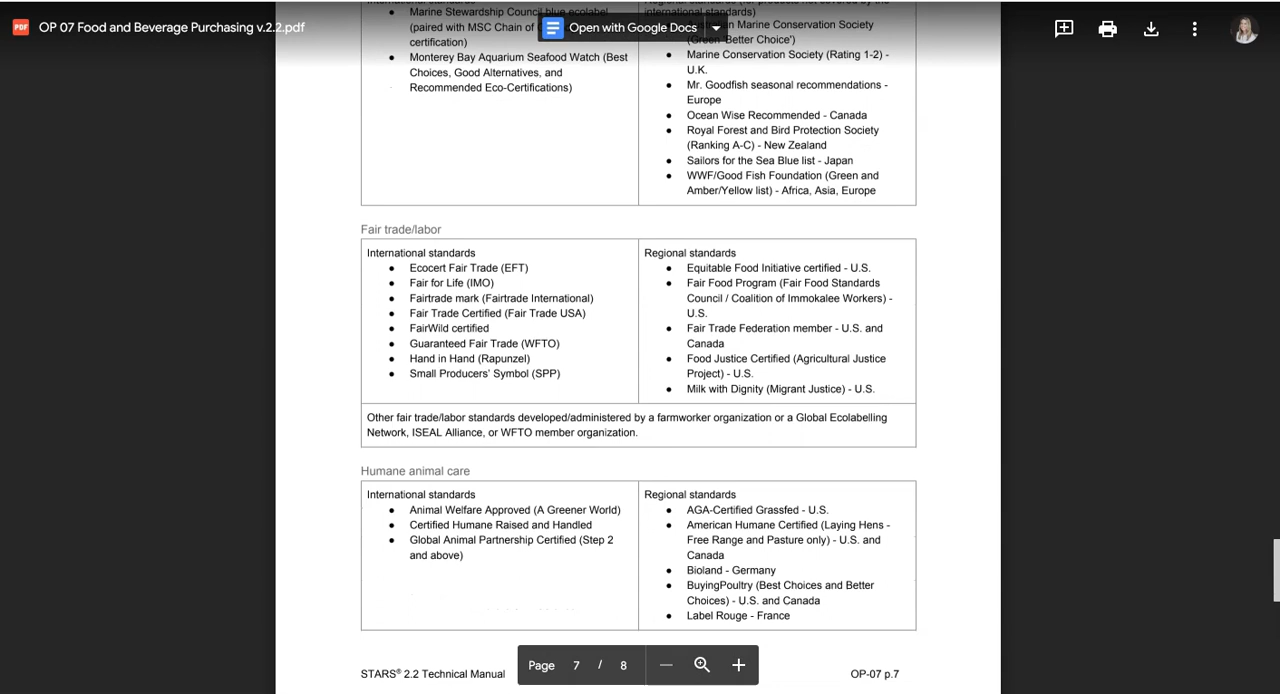 PDF
OP 07 Food and Beverage Purchasing v.2.2.pdf
Open with Google Docs
Marine Stewardship Council blue ecolabel
(paired with MSC Chain of
certification)
Monterey Bay Aquarium Seafood Watch (Best
Choices, Good Alternatives, and
Recommended Eco-Certifications)
international standards)
Marine Conservation Society
(Green 'Better Choice')
Marine Conservation Society (Rating 1-2) -
U.K.
Mr. Goodfish seasonal recommendations -
Europe
Ocean Wise Recommended - Canada
Royal Forest and Bird Protection Society
(Ranking A-C) - New Zealand
Sailors for the Sea Blue list - Japan
WWF/Good Fish Foundation (Green and
Amber/Yellow list) - Africa, Asia, Europe
Fair trade/labor
International standards
Ecocert Fair Trade (EFT)
Fair for Life (IMO)
Fairtrade mark (Fairtrade International)
Fair Trade Certified (Fair Trade USA)
FairWild certified
Guaranteed Fair Trade (WFTO)
Hand in Hand (Rapunzel)
Small Producers' Symbol (SPP)
Regional standards
Equitable Food Initiative certified - U.S.
Fair Food Program (Fair Food Standards
Council / Coalition of Immokalee Workers) -
U.S.
Fair Trade Federation member - U.S. and
Canada
Food Justice Certified (Agricultural Justice
Project) - U.S.
Milk with Dignity (Migrant Justice) - U.S.
Other fair trade/labor standards developed/administered by a farmworker organization or a Global Ecolabelling
Network, ISEAL Alliance, or WFTO member organization.
Humane animal care
International standards
Animal Welfare Approved (A Greener World)
Certified Humane Raised and Handled
Global Animal Partnership Certified (Step 2
and above)
Regional standards
AGA-Certified Grassfed - U.S.
American Humane Certified (Laying Hens -
Free Range and Pasture only) - U.S. and
Canada
Bioland - Germany
BuyingPoultry (Best Choices and Better
Choices) - U.S. and Canada
Label Rouge - France
STARS® 2.2 Technical Manual
OP-07 p.7
Page 7 / 8